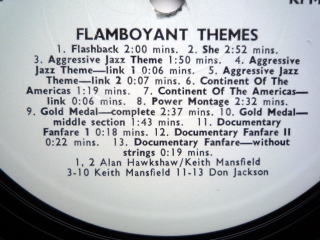 FLAMBOYANT THEMES
1. Flashback 2:00 mins. 2. She 2:52 mins.
3. Aggressive Jazz Theme 1:50 mins. 4. Aggressive
Jazz Theme—link 1 0:06 mins. 5. Aggressive Jazz
Theme—link 2 0:07 mins. 6. Continental Of The
Americas 1:19 mins. 7. Continent Of The Americas—
link 0:06 mins. 8. Power Montage 2:32 mins.
9. Gold Medal—complete 2:37 mins. 10. Gold Medal—
middle section 1:43 mins. 11. Documentary
Fanfare 1 0:18 mins. 12. Documentary Fanfare II
0:22 mins. 13. Documentary Fanfare—without
strings 0:19 mins.
1, 2 Alan Hawkshaw/Keith Mansfield
3-10 Keith Mansfield 11-13 Don Jackson